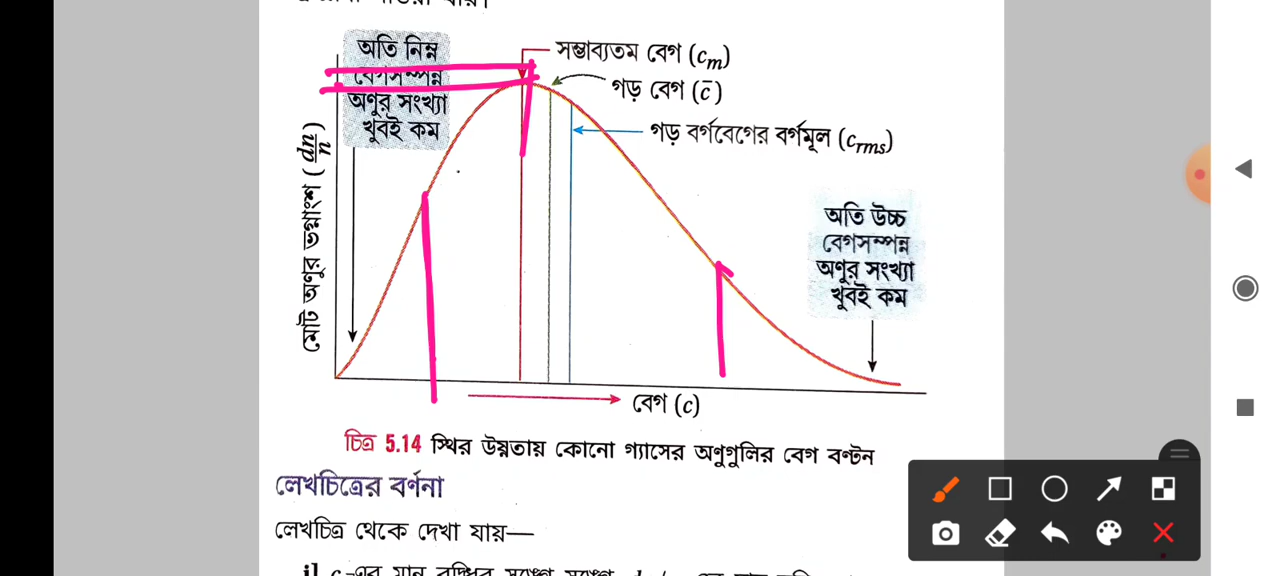 অতি নিম্ন
বেগসম্পন্ন
অণুর সংখ্যা
খুবই কম
সম্ভাব্যতম বেগ (cm)
গড় বেগ (c̄)
গড় বর্গবেগের বর্গমূল (crms)
মোট অণুর ভগ্নাংশ (dn/n)
অতি উচ্চ
বেগসম্পন্ন
অণুর সংখ্যা
খুবই কম
বেগ (c)
চিত্র 5.14 স্থির উষ্ণতায় কোনো গ্যাসের অণুগুলির বেগ বণ্টন
লেখচিত্রের বর্ণনা
লেখচিত্র থেকে দেখা যায়—